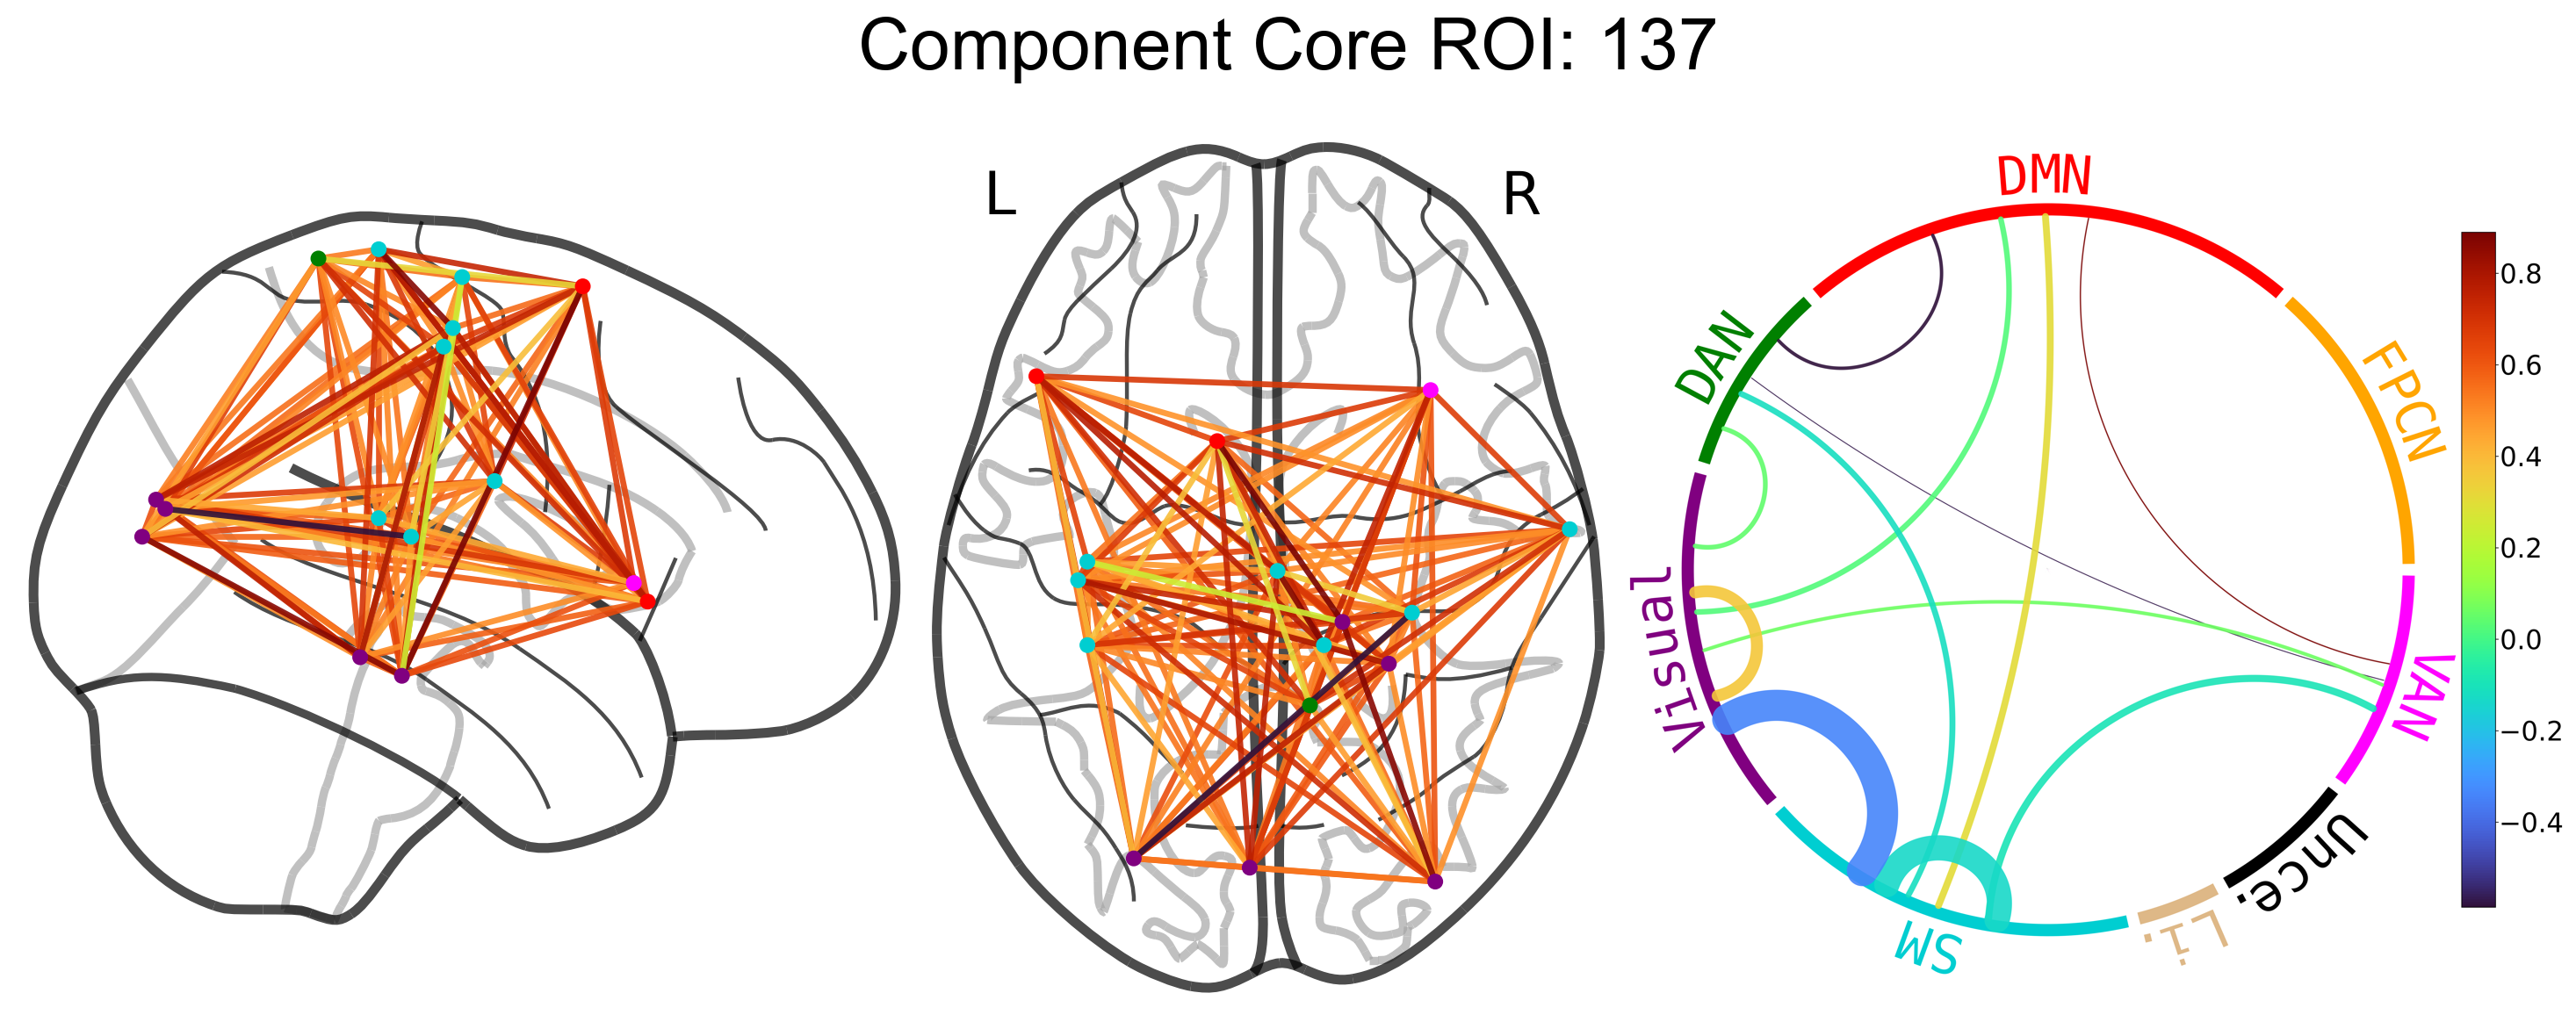 Component Core ROI: 137
L
R
DMN
DAN
FPCN
Visual
VAN
SM
Li.
Unce.
0.8
0.6
0.4
0.2
0.0
−0.2
−0.4